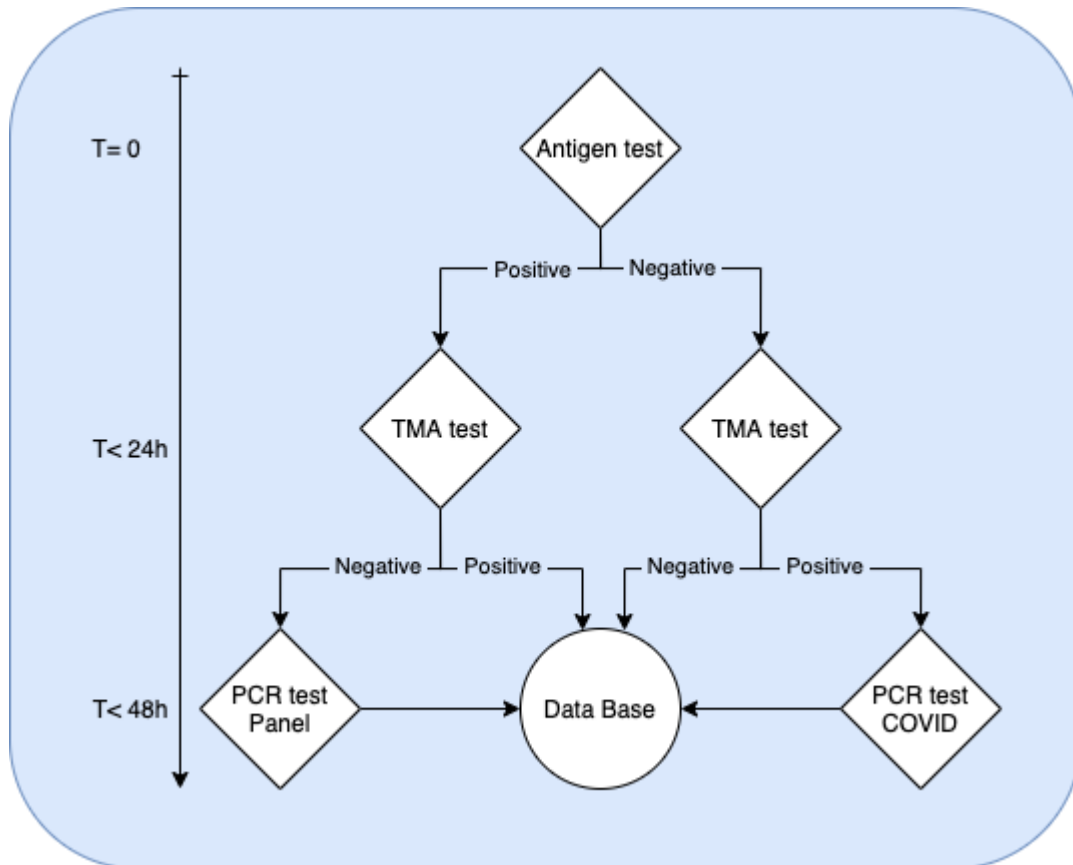 T= 0
Antigen test
Positive
Negative
T< 24h
TMA test
TMA test
Negative
Positive
Negative
Positive
T< 48h
PCR test
Panel
Data Base
PCR test
COVID